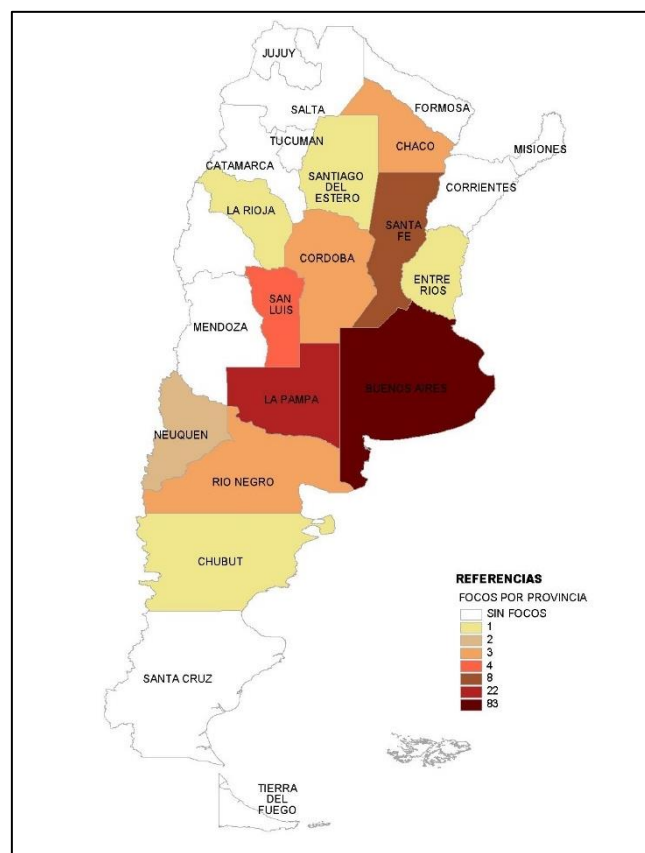 JUJUY
SALTA
FORMOSA
TUCUMAN
CHACO
MISIONES
CATAMARCA
SANTIAGO
DEL
ESTERO
CORRIENTES
LA RIOJA
SANTA
FE
CORDOBA
ENTRE
RIOS
SAN
LUIS
MENDOZA
LA PAMPA
BUENOS AIRES
NEUQUEN
RIO NEGRO
CHUBUT
SANTA CRUZ
TIERRA
DEL
FUEGO
REFERENCIAS
FOCOS POR PROVINCIA
SIN FOCOS
1
2
3
4
8
22
83